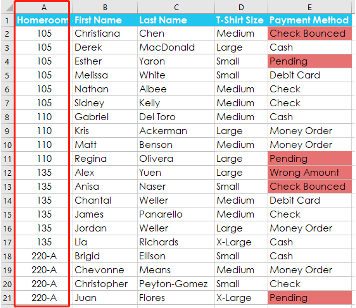 A B C D E
1 Homeroom First Name Last Name T-Shirt Size Payment Method
2 105 Christiana Chen Medium Check Bounced
3 105 Derek MacDonald Large Cash
4 105 Esther Yaron Small Pending
5 105 Melissa White Small Debit Card
6 105 Nathan Albee Medium Check
7 105 Sidney Kelly Medium Check
8 110 Gabriel Del Toro Medium Cash
9 110 Kris Ackerman Large Money Order
10 110 Matt Benson Medium Money Order
11 110 Regina Olivera Large Pending
12 135 Alex Yuen Large Wrong Amount
13 135 Anisa Naser Small Check Bounced
14 135 Chantal Weller Medium Debit Card
15 135 James Panarello Medium Check
16 135 Jordan Weller Large Money Order
17 135 Lia Richards X-Large Cash
18 220-A Brigid Ellison Small Cash
19 220-A Chevonne Means Medium Money Order
20 220-A Christopher Peyton-Gomez Small Check
21 220-A Juan Flores X-Large Pending